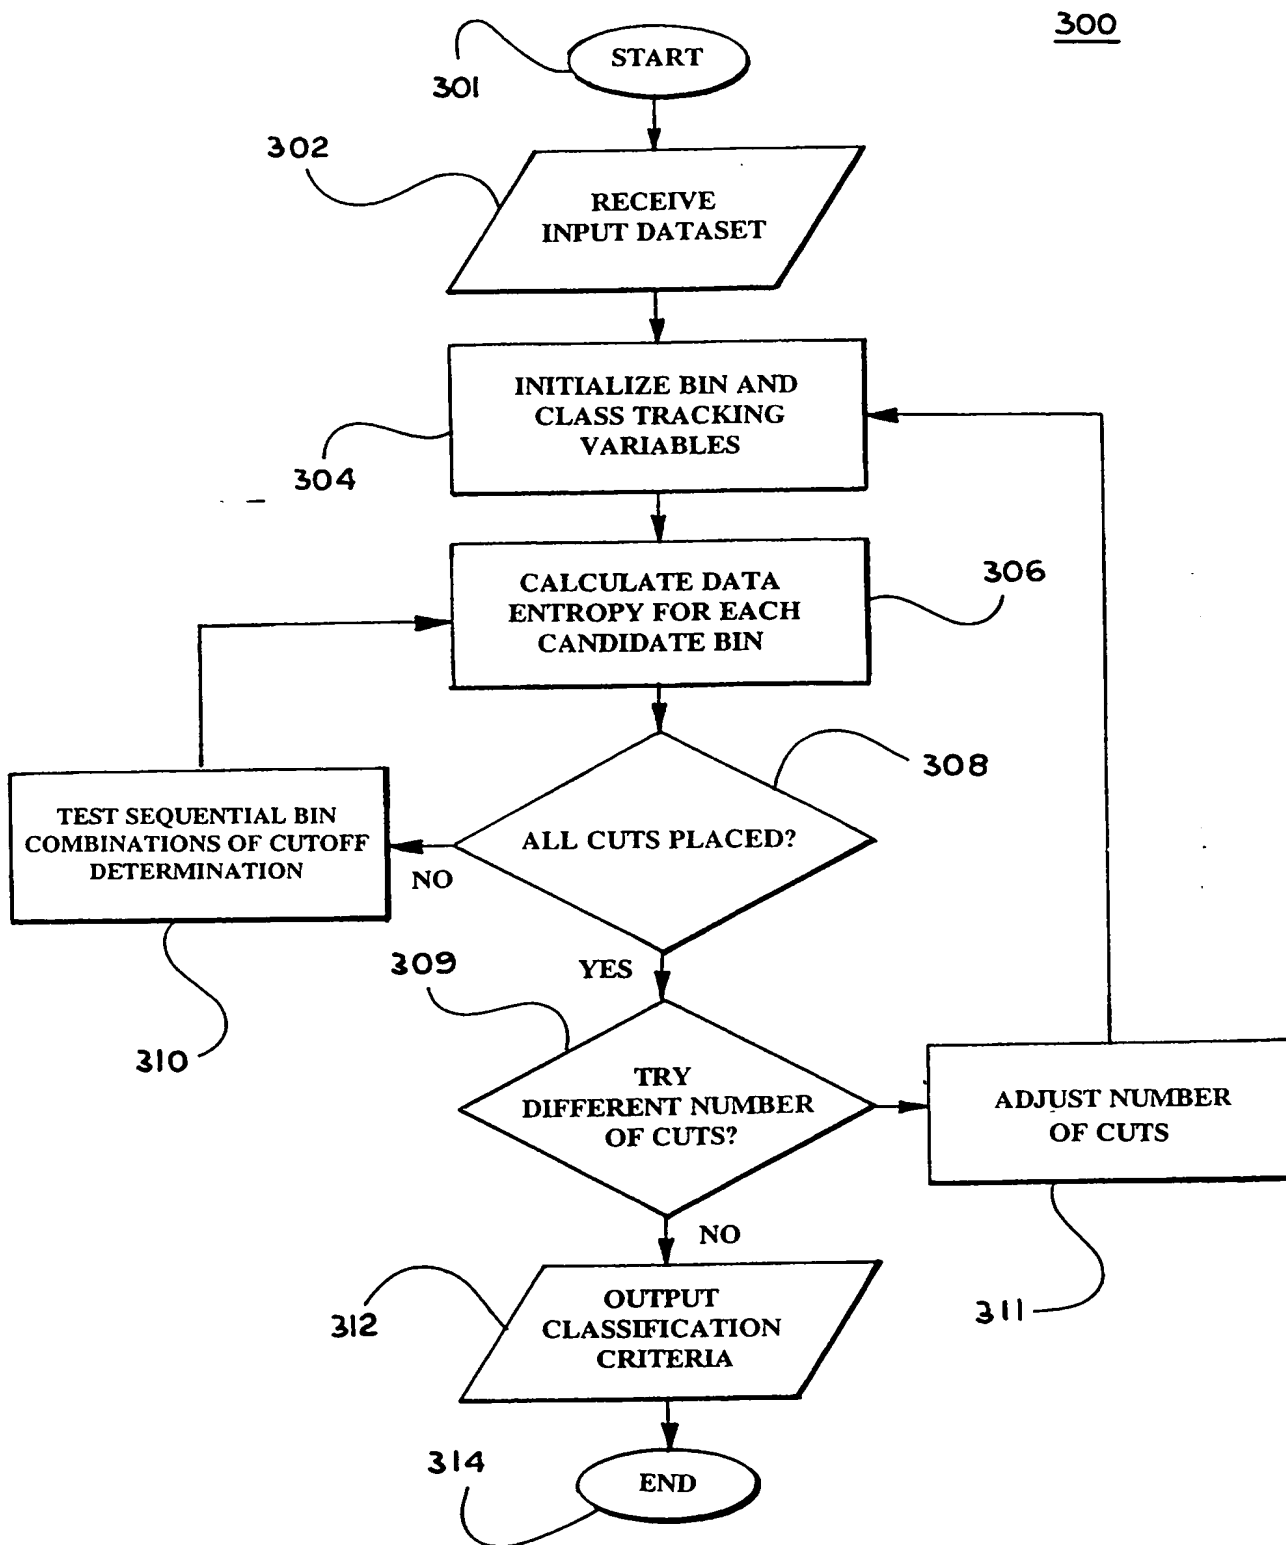 300
START
301
302
RECEIVE
INPUT DATASET
INITIALIZE BIN AND
CLASS TRACKING
VARIABLES
304
CALCULATE DATA
ENTROPY FOR EACH
CANDIDATE BIN
306
308
TEST SEQUENTIAL BIN
COMBINATIONS OF CUTOFF
DETERMINATION
ALL CUTS PLACED?
NO
310
YES
309
TRY
DIFFERENT NUMBER
OF CUTS?
ADJUST NUMBER
OF CUTS
NO
311
312
OUTPUT
CLASSIFICATION
CRITERIA
314
END